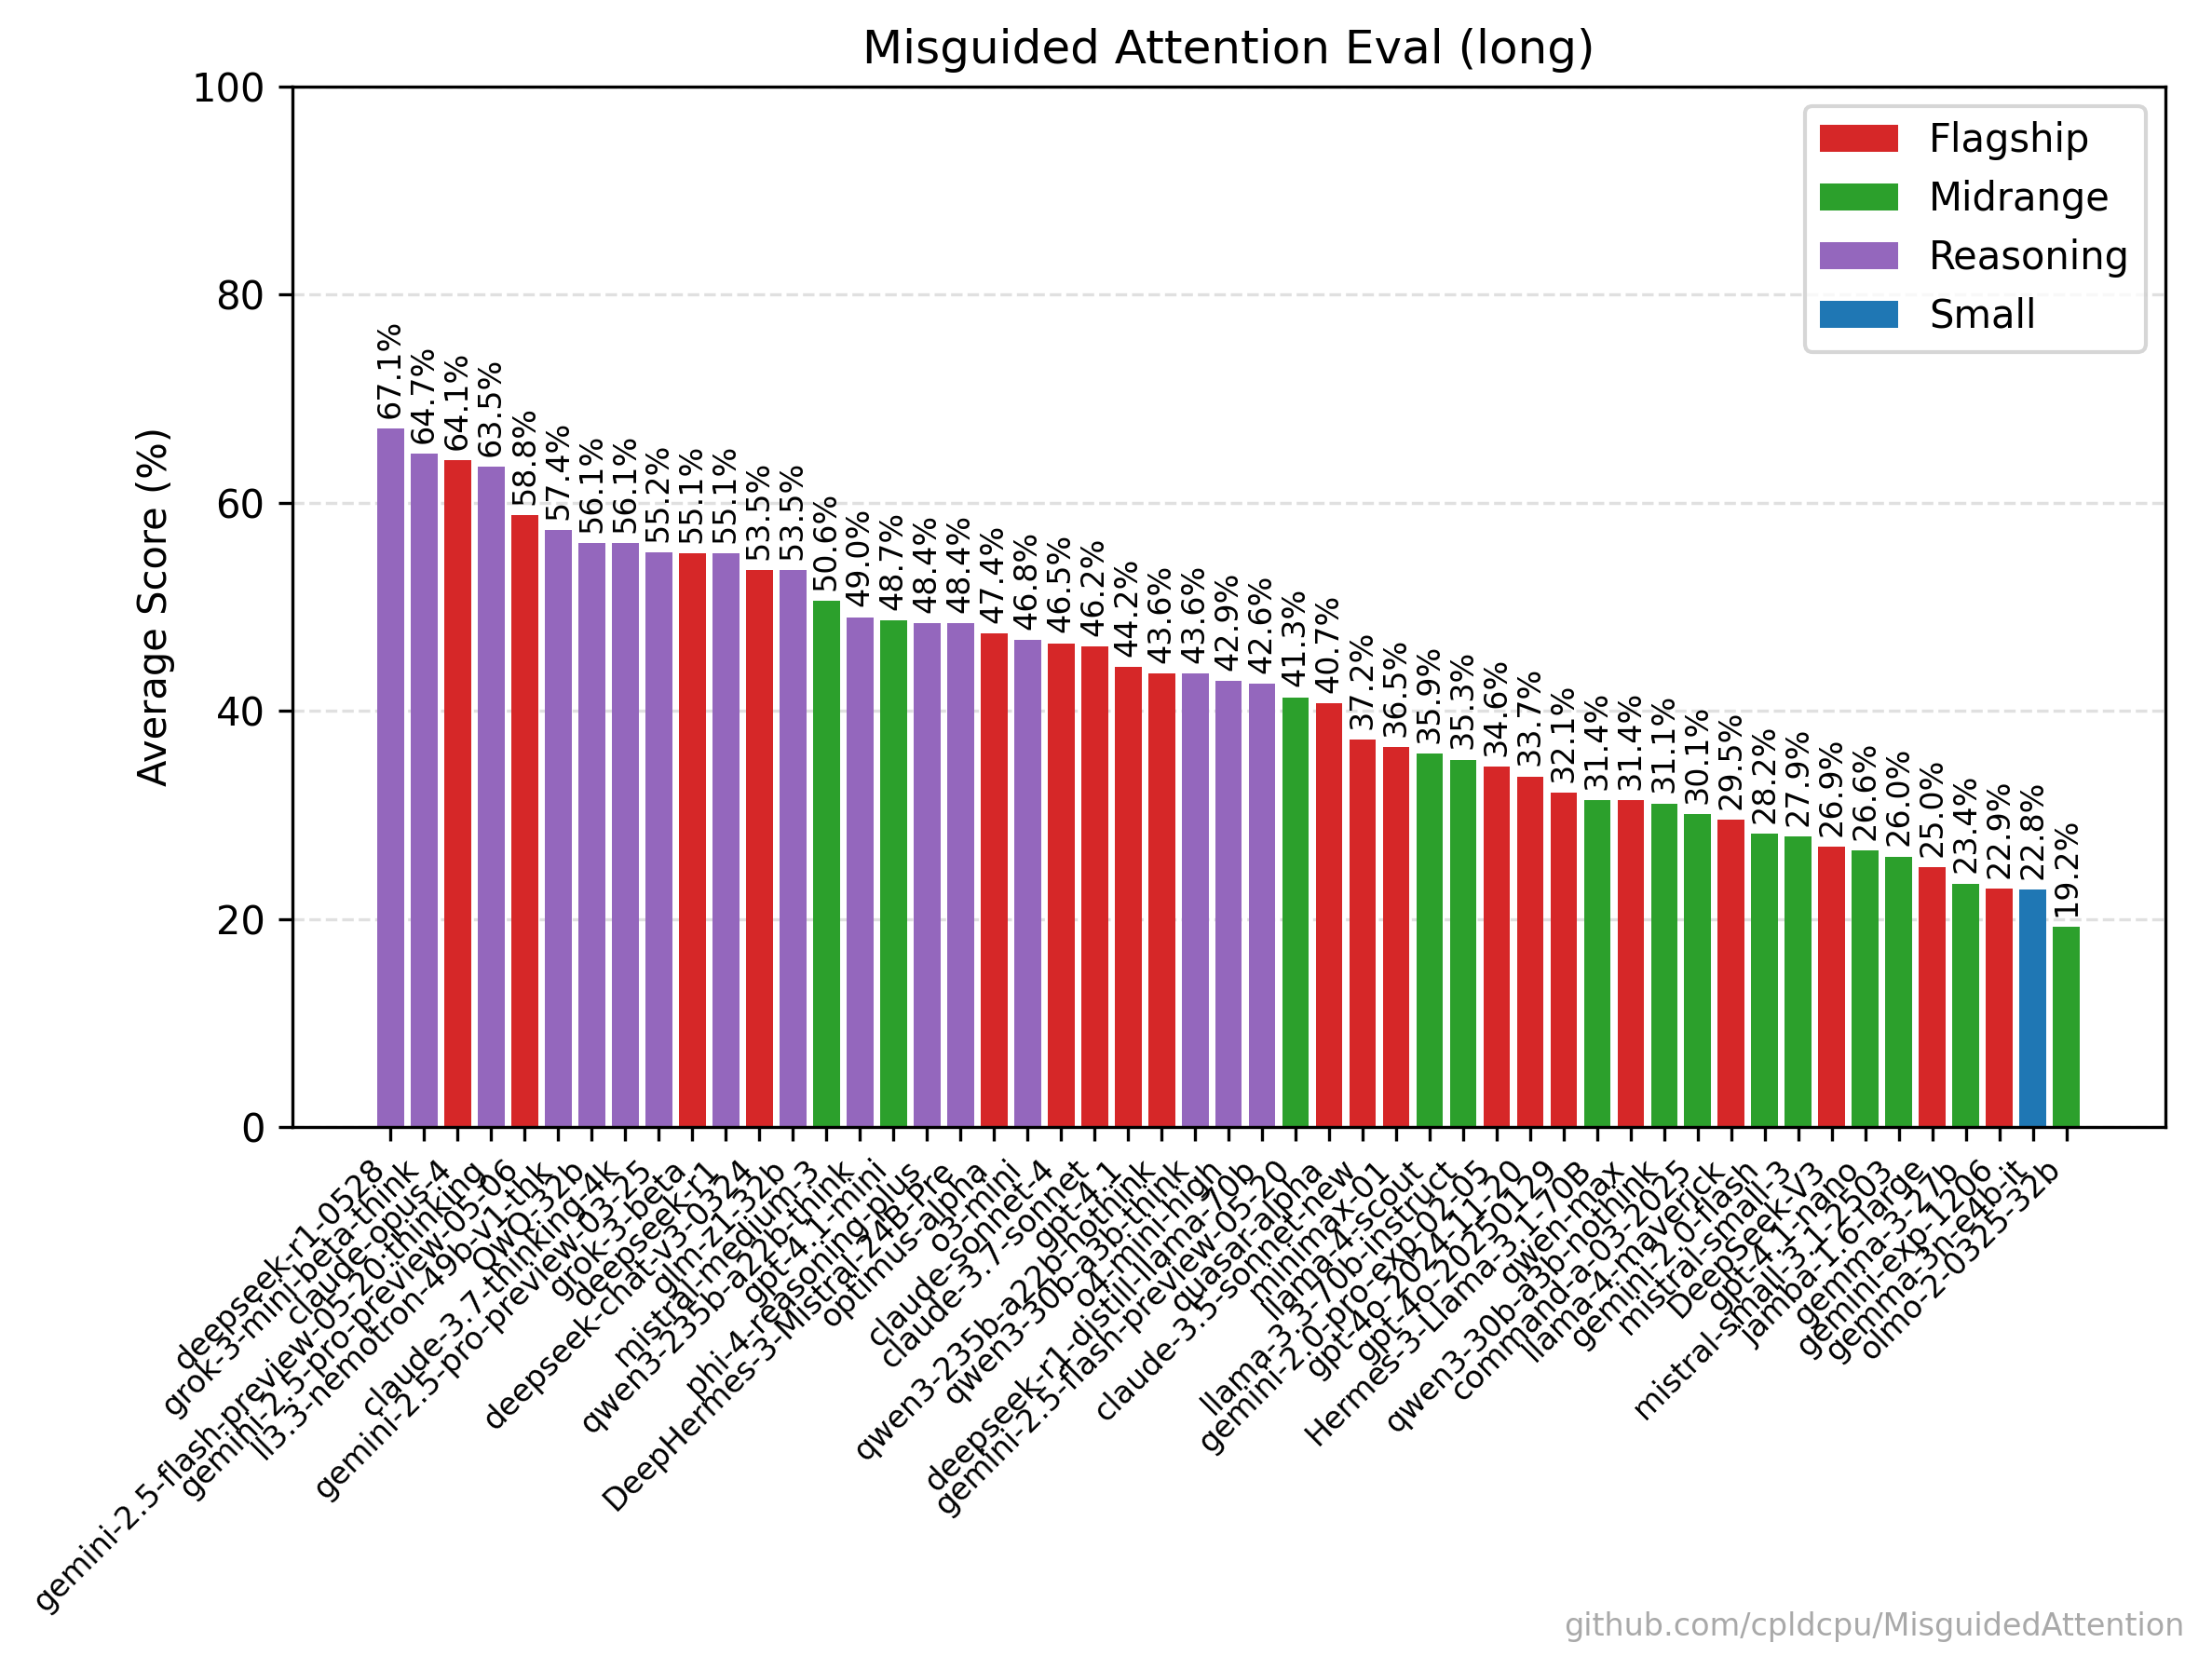 Misguided Attention Eval (long)
Average Score (%)
100
80
60
40
20
0
Flagship
Midrange
Reasoning
Small
67.1%
64.7%
64.1%
63.5%
58.8%
57.4%
56.1%
56.1%
55.2%
55.1%
55.1%
53.5%
53.5%
50.6%
49.0%
48.7%
48.4%
48.4%
47.4%
46.8%
46.5%
46.2%
44.2%
43.6%
43.6%
42.9%
42.6%
41.3%
40.7%
37.2%
36.5%
35.9%
35.3%
34.6%
33.7%
32.1%
31.4%
31.4%
31.1%
30.1%
29.5%
28.2%
27.9%
26.9%
26.6%
26.0%
25.0%
23.4%
22.9%
22.8%
19.2%
deepseek-r1-0528
grok-3-mini-beta-think
claude-opus-4
gemini-2.5-flash-preview-05-20-thinking
gemini-2.5-pro-preview-05-06
ll3.3-nemotron-49b-v1-thk
QwQ-32b
claude-3.7-thinking-4k
gemini-2.5-pro-preview-03-25
grok-3-beta
deepseek-r1
deepseek-chat-v3-0324
glm-z1-32b
mistral-medium-3
qwen3-235b-a22b-think
gpt-4.1-mini
phi-4-reasoning-plus
DeepHermes-3-Mistral-24B-Pre
optimus-alpha
o3-mini
claude-sonnet-4
claude-3.7-sonnet
gpt-4.1
qwen3-235b-a22b-nothink
qwen3-30b-a3b-think
o4-mini-high
deepseek-r1-distill-llama-70b
gemini-2.5-flash-preview-05-20
quasar-alpha
claude-3.5-sonnet-new
minimax-01
llama-4-scout
llama-3.3-70b-instruct
gemini-2.0-pro-exp-02-05
gpt-4o-2024-11-20
gpt-4o-20250129
Hermes-3-Llama-3.1-70B
qwen-max
qwen3-30b-a3b-nothink
command-a-03-2025
llama-4-maverick
gemini-2.0-flash
mistral-small-3
DeepSeek-V3
gpt-4.1-nano
mistral-small-3.1-2503
jamba-1.6-large
gemma-3-27b
gemini-exp-1206
gemma-3n-e4b-it
olmo-2-0325-32b
github.com/cpldcpu/MisguidedAttention